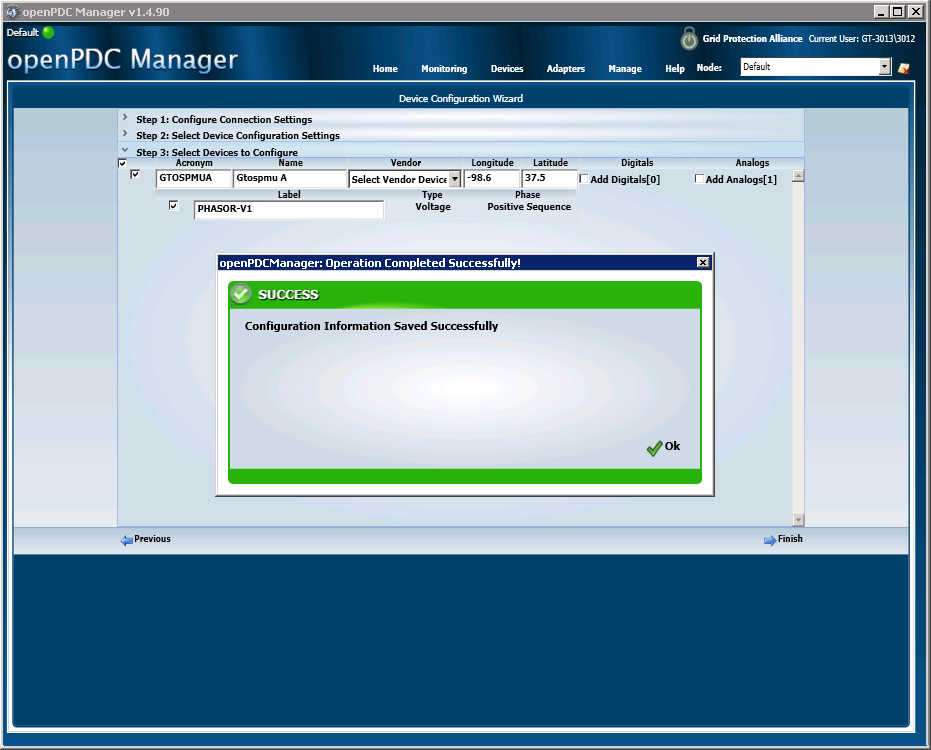 openPDC Manager v1.4.90
Default
openPDC Manager
Grid Protection Alliance Current User: GT-3013\3012
Home Monitoring Devices Adapters Manage Help Node: Default
Device Configuration Wizard
Step 1: Configure Connection Settings
Step 2: Select Device Configuration Settings
Step 3: Select Devices to Configure
Acronym Name Vendor Longitude Latitude Digitals Analogs
GTOSPMUA Gtospmu A Select Vendor Device -98.6 37.5 Add Digitals[0] Add Analogs[1]
Label Type Phase
PHASOR-V1 Voltage Positive Sequence
openPDCManager: Operation Completed Successfully!
SUCCESS
Configuration Information Saved Successfully
Ok
Previous Finish